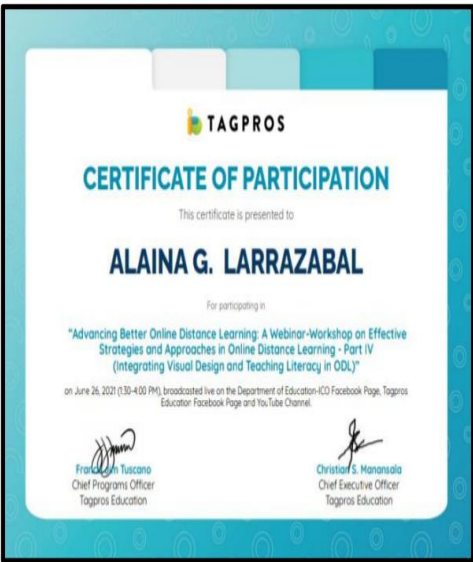 TAGPROS
CERTIFICATE OF PARTICIPATION
This certificate is presented to
ALAINA G. LARRAZABAL
For participating in
"Advancing Better Online Distance Learning: A Webinar-Workshop on Effective
Strategies and Approaches in Online Distance Learning - Part IV
(Integrating Visual Design and Teaching Literacy in ODL)"
on June 26, 2021 (1:30-4:00 PM), broadcasted live on the Department of Education-ICO Facebook Page, Tagpros
Education Facebook Page and YouTube Channel.
Tuscano
Chief Programs Officer
Tagpros Education
Christian S. Manansala
Chief Executive Officer
Tagpros Education